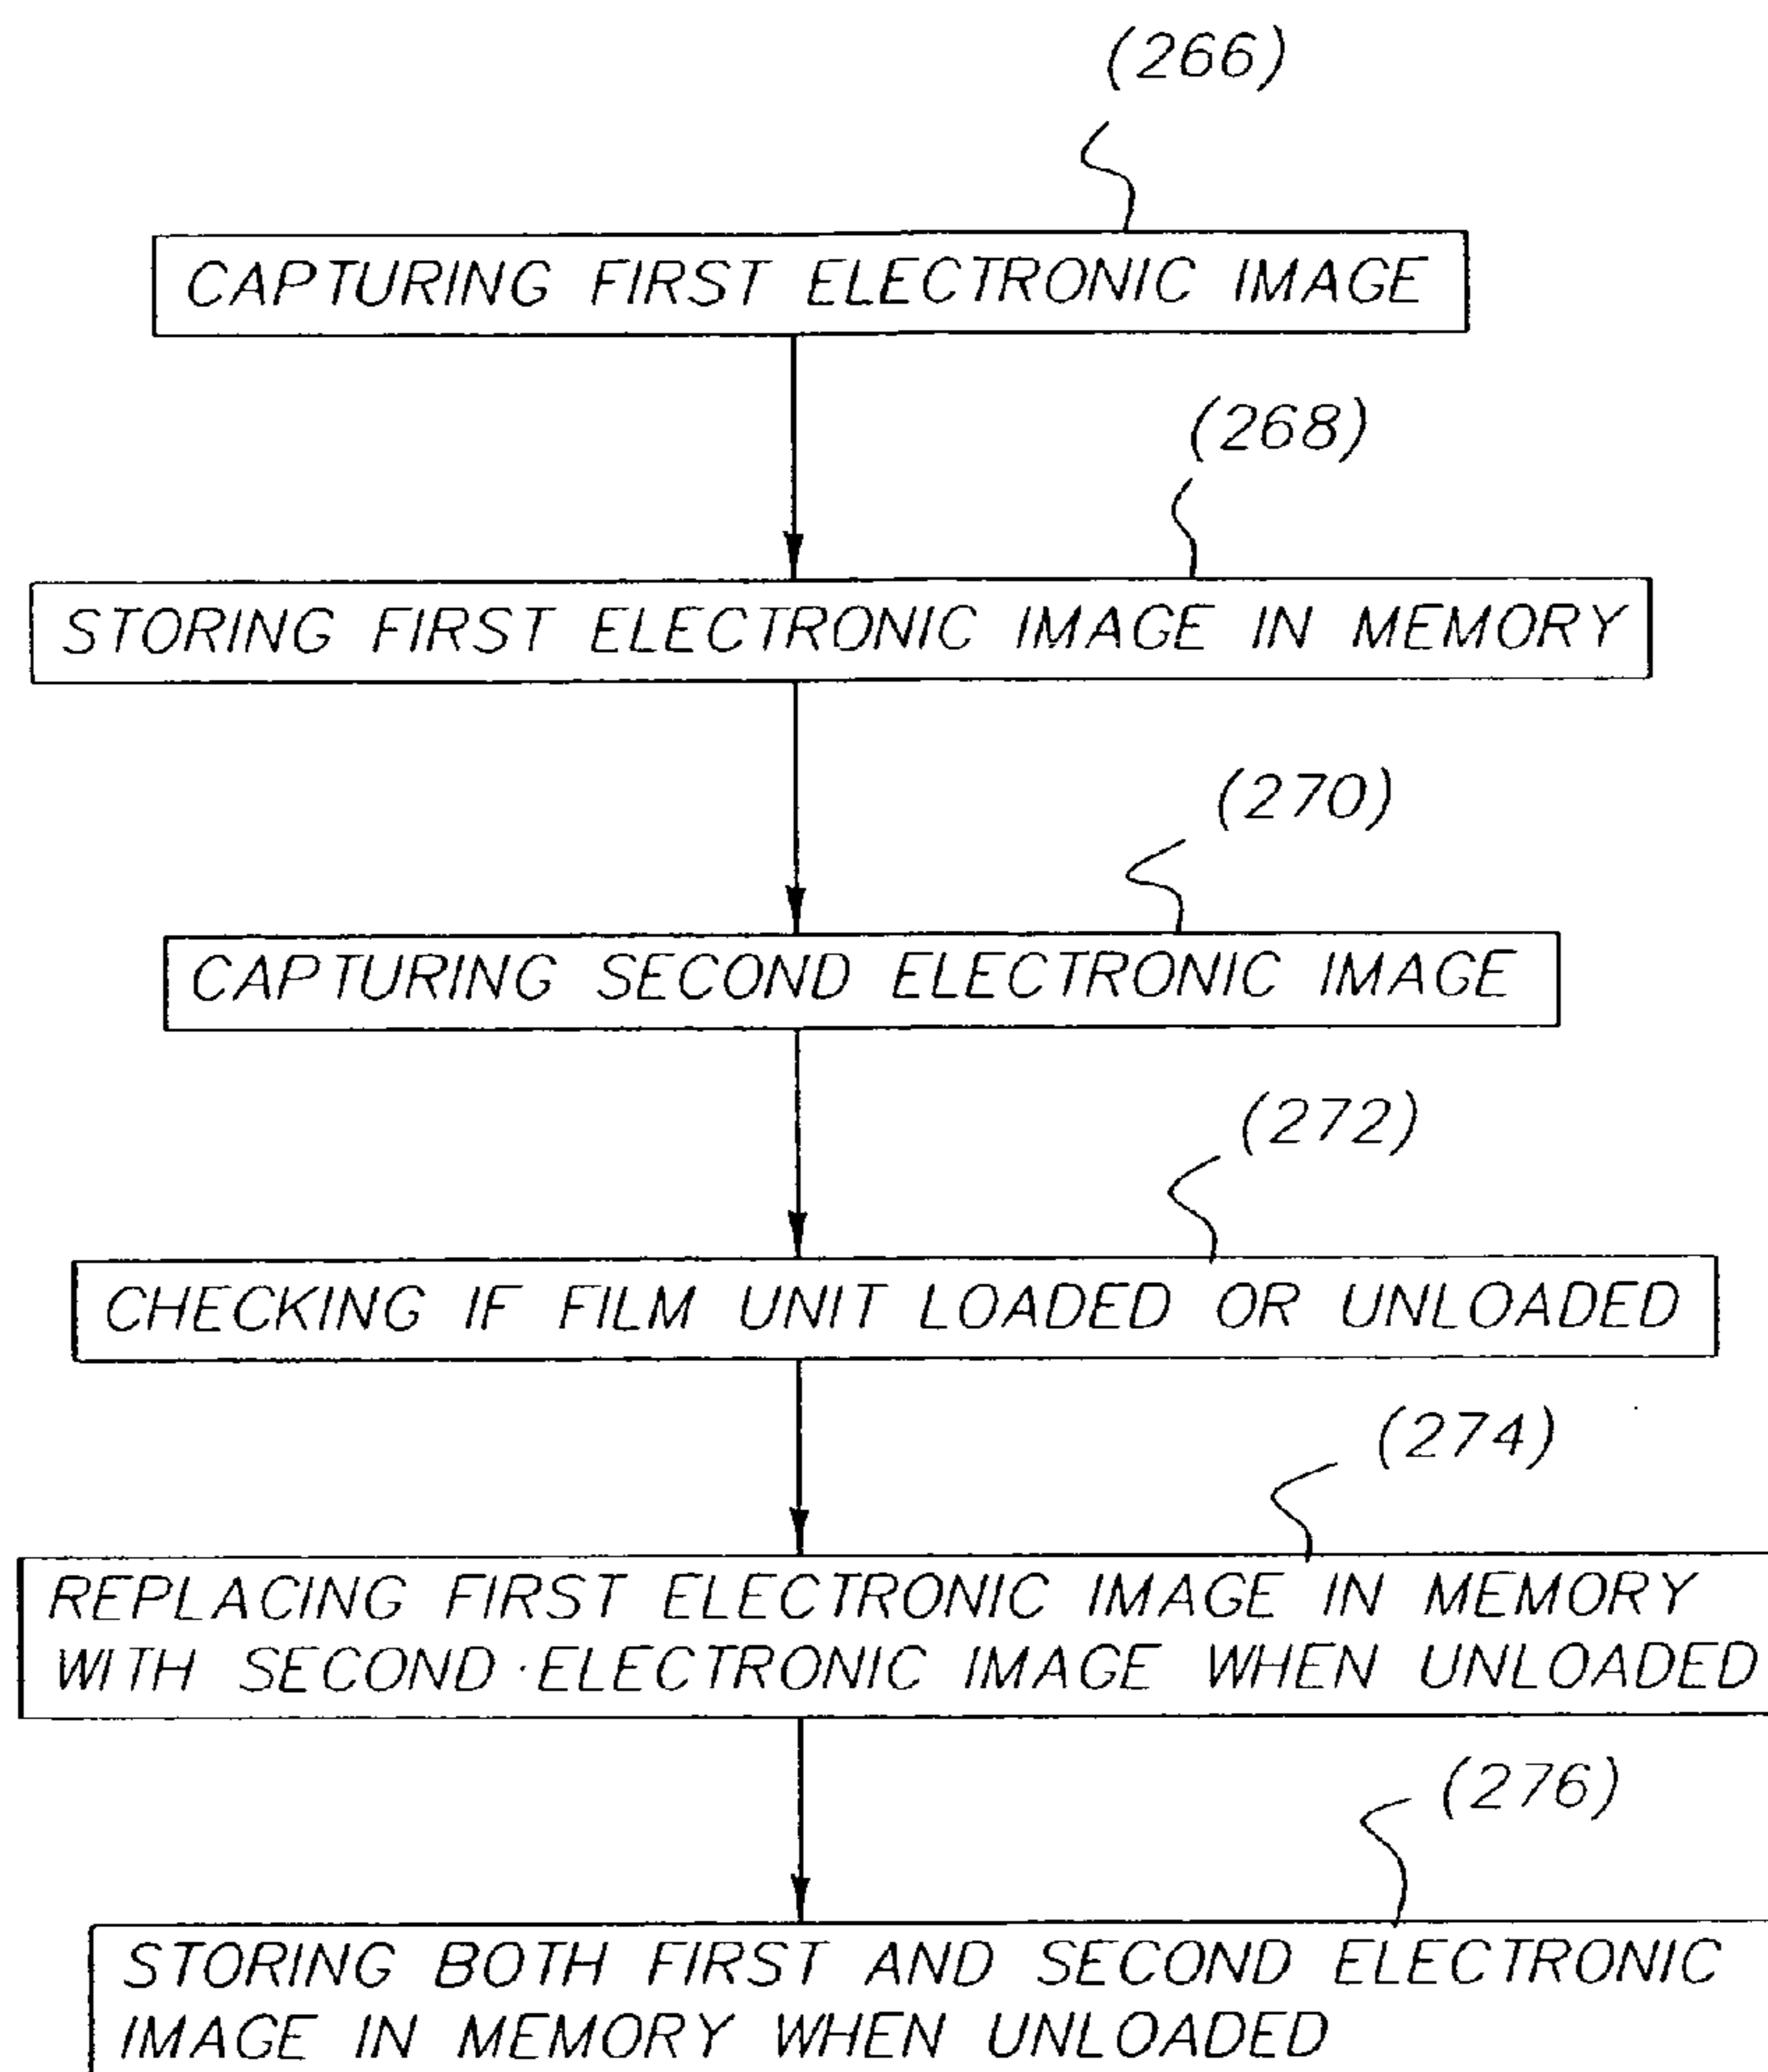 (266)
CAPTURING FIRST ELECTRONIC IMAGE
(268)
STORING FIRST ELECTRONIC IMAGE IN MEMORY
(270)
CAPTURING SECOND ELECTRONIC IMAGE
(272)
CHECKING IF FILM UNIT LOADED OR UNLOADED
(274)
REPLACING FIRST ELECTRONIC IMAGE IN MEMORY
WITH SECOND ELECTRONIC IMAGE WHEN UNLOADED
(276)
STORING BOTH FIRST AND SECOND ELECTRONIC
IMAGE IN MEMORY WHEN UNLOADED